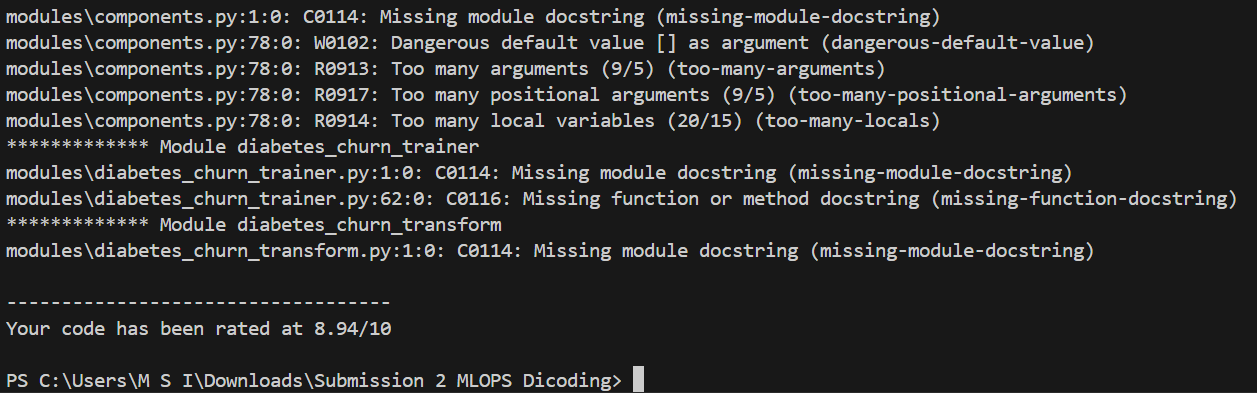 modules\components.py:1:0: C0114: Missing module docstring (missing-module-docstring)
modules\components.py:78:0: W0102: Dangerous default value [] as argument (dangerous-default-value)
modules\components.py:78:0: R0913: Too many arguments (9/5) (too-many-arguments)
modules\components.py:78:0: R0917: Too many positional arguments (9/5) (too-many-positional-arguments)
modules\components.py:78:0: R0914: Too many local variables (20/15) (too-many-locals)
************* Module diabetes_churn_trainer
modules\diabetes_churn_trainer.py:1:0: C0114: Missing module docstring (missing-module-docstring)
modules\diabetes_churn_trainer.py:62:0: C0116: Missing function or method docstring (missing-function-docstring)
************* Module diabetes_churn_transform
modules\diabetes_churn_transform.py:1:0: C0114: Missing module docstring (missing-module-docstring)
-----------------------------------
Your code has been rated at 8.94/10
PS C:\Users\M S I\Downloads\Submission 2 MLOPS Dicoding>